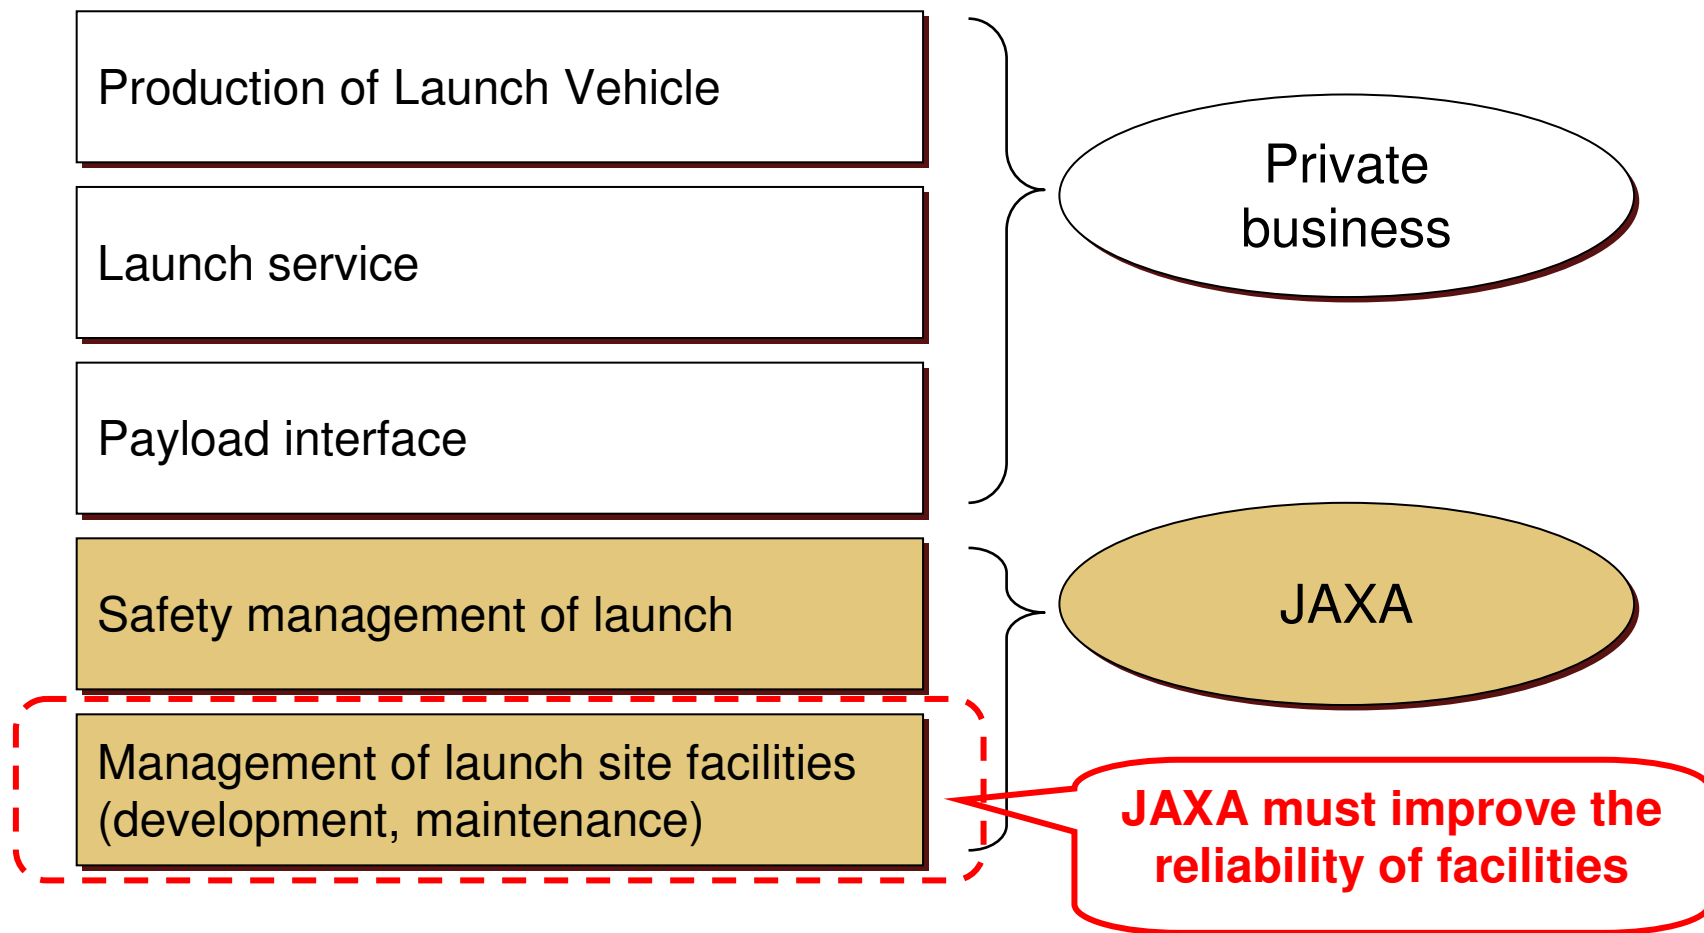 Production of Launch Vehicle
Launch service
Payload interface
Private
business
Safety management of launch
Management of launch site facilities
(development, maintenance)
JAXA
JAXA must improve the
reliability of facilities